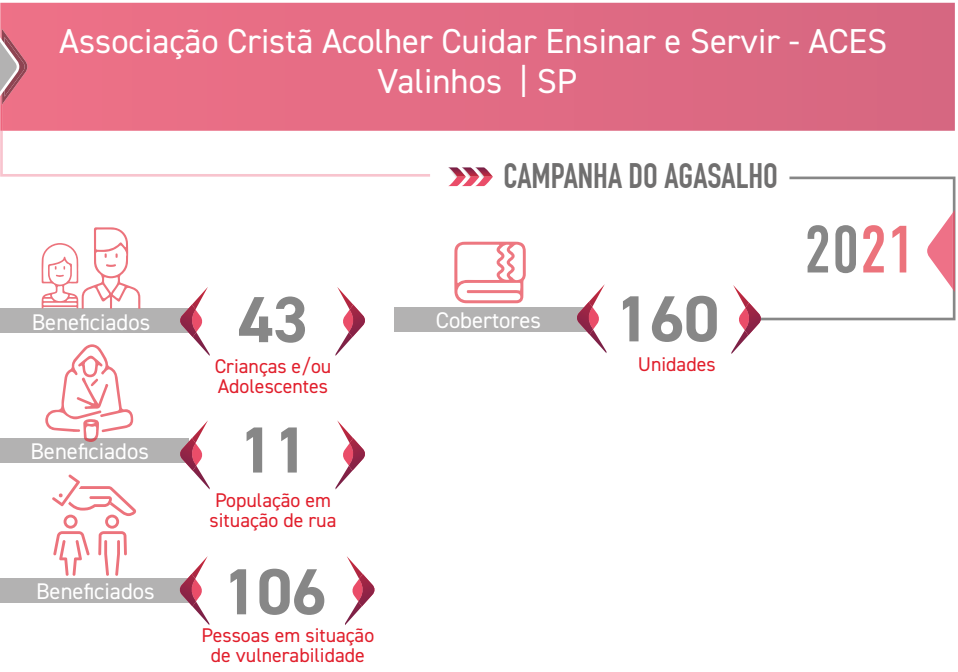 Associação Cristã Acolher Cuidar Ensinar e Servir - ACES
Valinhos | SP
CAMPANHA DO AGASALHO
2021
Beneficiados
43
Crianças e/ou
Adolescentes
Cobertores
160
Unidades
Beneficiados
11
População em
situação de rua
Beneficiados
106
Pessoas em situação
de vulnerabilidade